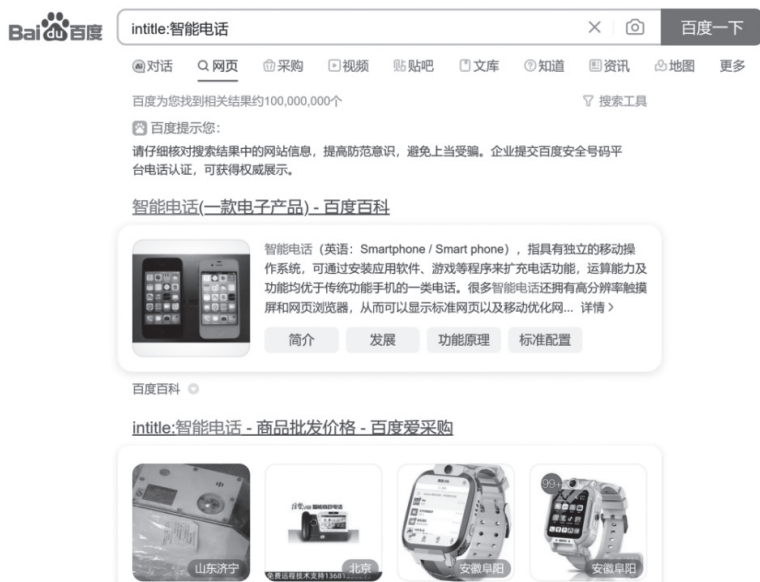 Bai du 百度
intitle:智能电话
百度一下
对话 网页 采购 视频 贴吧 文库 知道 资讯 地图 更多
百度为您找到相关结果约100,000,000个
搜索工具
百度提示您：
请仔细核对搜索结果中的网站信息，提高防范意识，避免上当受骗。企业提交百度安全号码平
台电话认证，可获得权威展示。
智能电话(一款电子产品) - 百度百科
智能电话（英语：Smartphone / Smart phone），指具有独立的移动操
作系统，可通过安装应用软件、游戏等程序来扩充电话功能，运算能力及
功能均优于传统功能手机的一类电话。很多智能电话还拥有高分辨率触摸
屏和网页浏览器，从而可以显示标准网页以及移动优化网... 详情 >
简介 发展 功能原理 标准配置
百度百科
intitle:智能电话 - 商品批发价格 - 百度爱采购
99+
山东济宁 北京 安徽阜阳 安徽阜阳